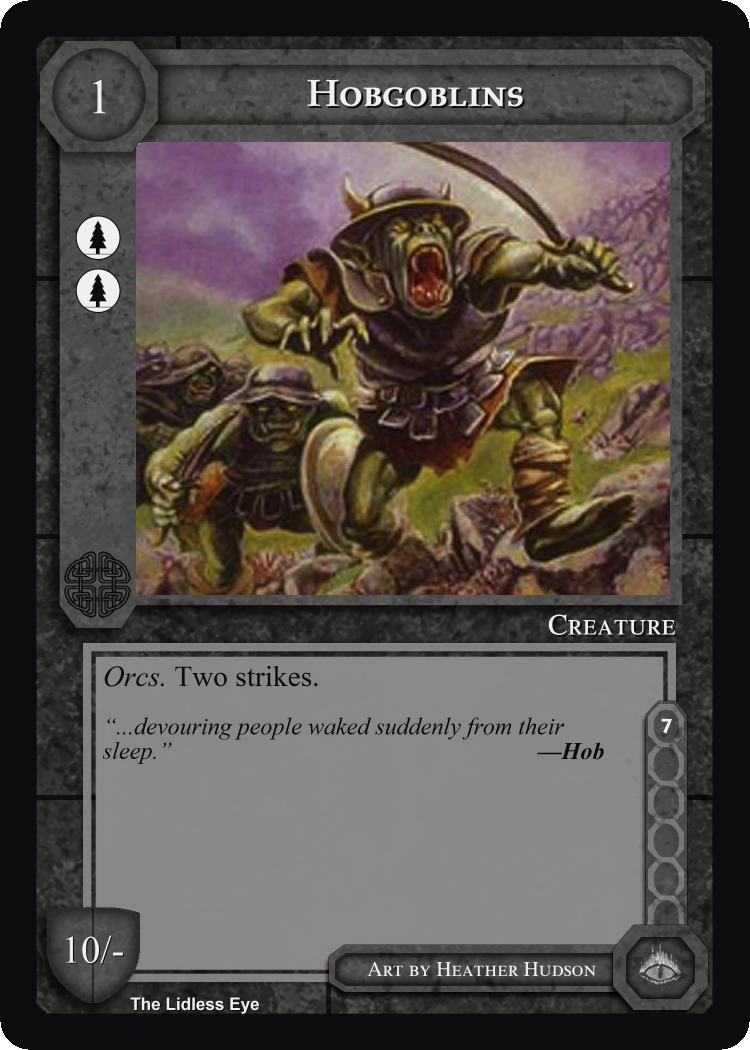 1
HOBGOBLINS
CREATURE
Orcs. Two strikes.
“...devouring people waked suddenly from their
sleep.” —Hob
7
10/-
ART BY HEATHER HUDSON
The Lidless Eye